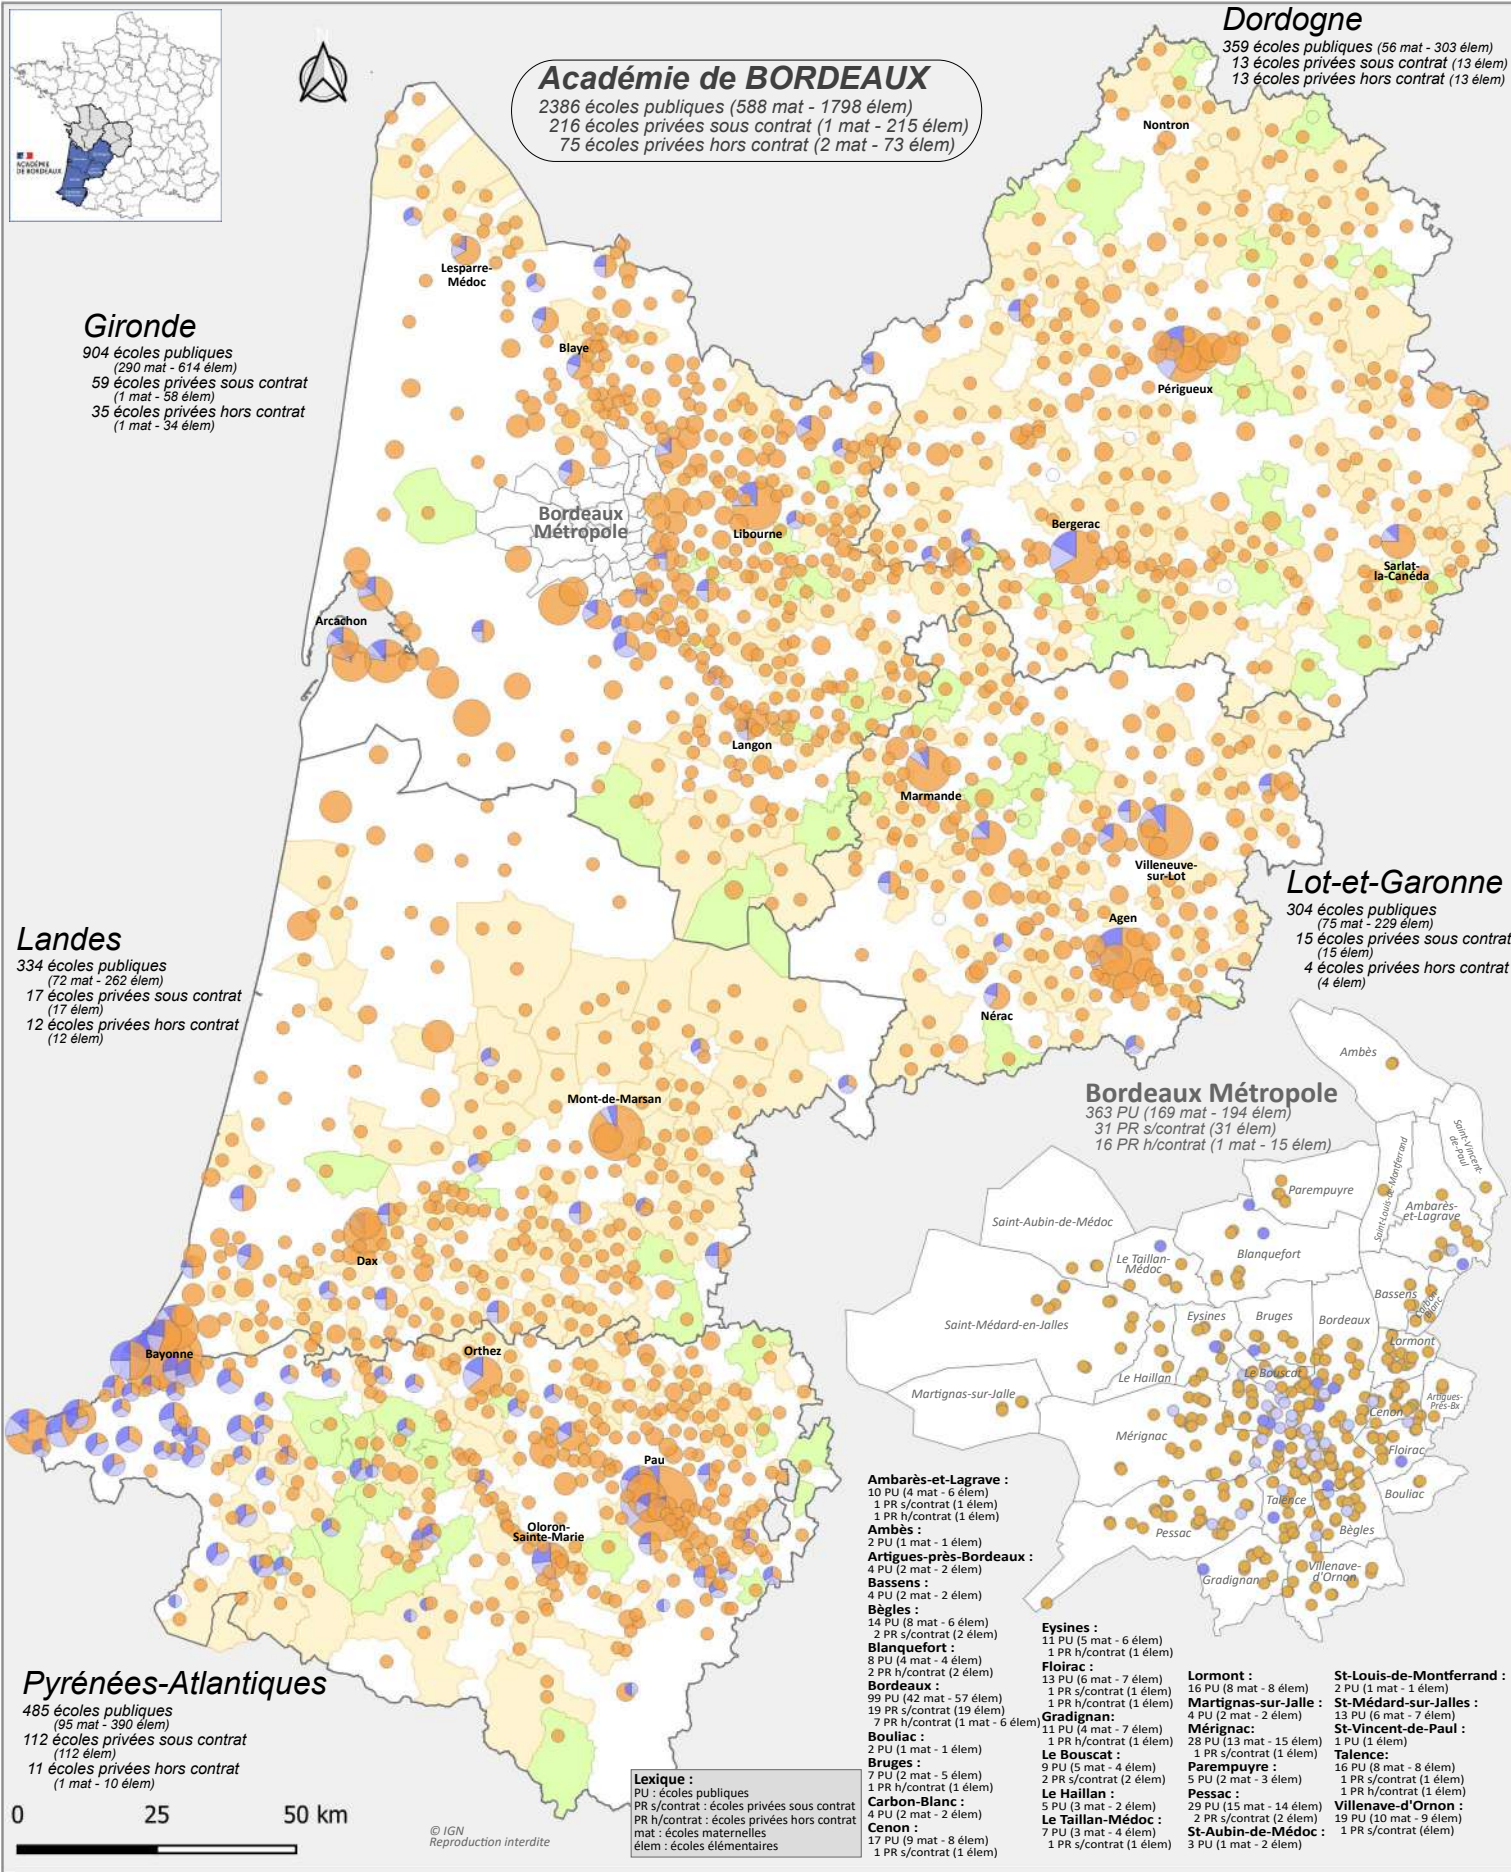 Académie de BORDEAUX
2386 écoles publiques (588 mat - 1798 élém)
216 écoles privées sous contrat (1 mat - 215 élém)
75 écoles privées hors contrat (2 mat - 73 élém)
ACADÉMIE
DE BORDEAUX
Dordogne
359 écoles publiques (56 mat - 303 élém)
13 écoles privées sous contrat (13 élem)
13 écoles privées hors contrat (13 élem)
Gironde
904 écoles publiques
(290 mat - 614 élem)
59 écoles privées sous contrat
(1 mat - 58 élem)
35 écoles privées hors contrat
(1 mat - 34 élem)
Nontron
Lesparre-
Médoc
Blaye
Périgueux
Bordeaux
Métropole
Libourne
Bergerac
Sarlat-
la-Canéda
Arcachon
Langon
Marmande
Villeneuve-
sur-Lot
Agen
Nérac
Lot-et-Garonne
304 écoles publiques
(75 mat - 229 élem)
15 écoles privées sous contrat
(15 élem)
4 écoles privées hors contrat
(4 élem)
Landes
334 écoles publiques
(72 mat - 262 élem)
17 écoles privées sous contrat
(17 élem)
12 écoles privées hors contrat
(12 élem)
Mont-de-Marsan
Dax
Bayonne
Orthez
Pau
Oloron-
Sainte-Marie
Bordeaux Métropole
363 PU (169 mat - 194 élem)
31 PR s/contrat (31 élem)
16 PR h/contrat (1 mat - 15 élem)
Ambès
Saint-Vincent-
de-Paul
Saint-Louis-de-Montferrand
Parempuyre
Ambarès-
et-Lagrave
Saint-Aubin-de-Médoc
Le Taillan-
Médoc
Blanquefort
Bassens
Carbon-
Blanc
Saint-Médard-en-Jalles
Eysines
Bruges
Bordeaux
Lormont
Le Haillan
Le Bouscat
Martignas-sur-Jalle
Artigues-
Près-Bx
Cenon
Mérignac
Floirac
Bouliac
Talence
Pessac
Bègles
Gradignan
Villenave-
d'Ornon
Pyrénées-Atlantiques
485 écoles publiques
(95 mat - 390 élem)
112 écoles privées sous contrat
(112 élem)
11 écoles privées hors contrat
(1 mat - 10 élem)
0 25 50 km
© IGN
Reproduction interdite
Lexique :
PU : écoles publiques
PR s/contrat : écoles privées sous contrat
PR h/contrat : écoles privées hors contrat
mat : écoles maternelles
élem : écoles élémentaires
Ambarès-et-Lagrave :
10 PU (4 mat - 6 élem)
1 PR s/contrat (1 élem)
1 PR h/contrat (1 élem)
Ambès :
2 PU (1 mat - 1 élem)
Artigues-près-Bordeaux :
4 PU (2 mat - 2 élem)
Bassens :
4 PU (2 mat - 2 élem)
Bègles :
14 PU (8 mat - 6 élem)
2 PR s/contrat (2 élem)
Blanquefort :
8 PU (4 mat - 4 élem)
2 PR h/contrat (2 élem)
Bordeaux :
99 PU (42 mat - 57 élem)
19 PR s/contrat (19 élem)
7 PR h/contrat (1 mat - 6 élem)
Bouliac :
2 PU (1 mat - 1 élem)
Bruges :
7 PU (2 mat - 5 élem)
1 PR h/contrat (1 élem)
Carbon-Blanc :
4 PU (2 mat - 2 élem)
Cenon :
17 PU (9 mat - 8 élem)
1 PR s/contrat (1 élem)
Eysines :
11 PU (5 mat - 6 élem)
1 PR h/contrat (1 élem)
Floirac :
13 PU (6 mat - 7 élem)
1 PR s/contrat (1 élem)
1 PR h/contrat (1 élem)
Gradignan:
11 PU (4 mat - 7 élem)
1 PR h/contrat (1 élem)
Le Bouscat :
9 PU (5 mat - 4 élem)
2 PR s/contrat (2 élem)
Le Haillan :
5 PU (3 mat - 2 élem)
Le Taillan-Médoc :
7 PU (3 mat - 4 élem)
1 PR s/contrat (1 élem)
Lormont :
16 PU (8 mat - 8 élem)
Martignas-sur-Jalle :
4 PU (2 mat - 2 élem)
Mérignac:
28 PU (13 mat - 15 élem)
1 PR s/contrat (1 élem)
Parempuyre :
5 PU (2 mat - 3 élem)
Pessac :
29 PU (15 mat - 14 élem)
2 PR s/contrat (2 élem)
St-Aubin-de-Médoc :
3 PU (1 mat - 2 élem)
St-Louis-de-Montferrand :
2 PU (1 mat - 1 élem)
St-Médard-sur-Jalles :
13 PU (6 mat - 7 élem)
St-Vincent-de-Paul :
1 PU (1 élem)
Talence:
16 PU (8 mat - 8 élem)
1 PR s/contrat (1 élem)
1 PR h/contrat (1 élem)
Villenave-d'Ornon :
19 PU (10 mat - 9 élem)
1 PR s/contrat (élem)